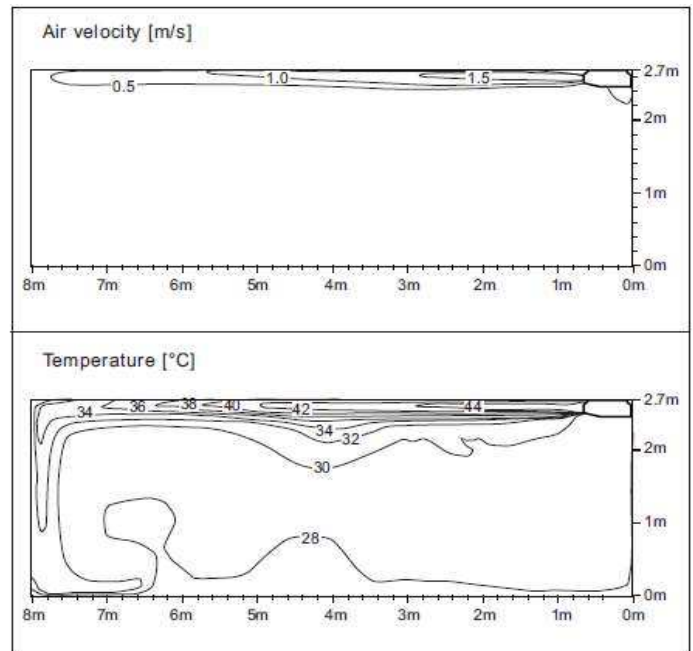 Air velocity [m/s]
0.5 1.0 1.5
2.7m
2m
1m
0m
8m 7m 6m 5m 4m 3m 2m 1m 0m
Temperature [°C]
34 36 38 40 42 44
34
32
30
28
2.7m
2m
1m
0m
8m 7m 6m 5m 4m 3m 2m 1m 0m